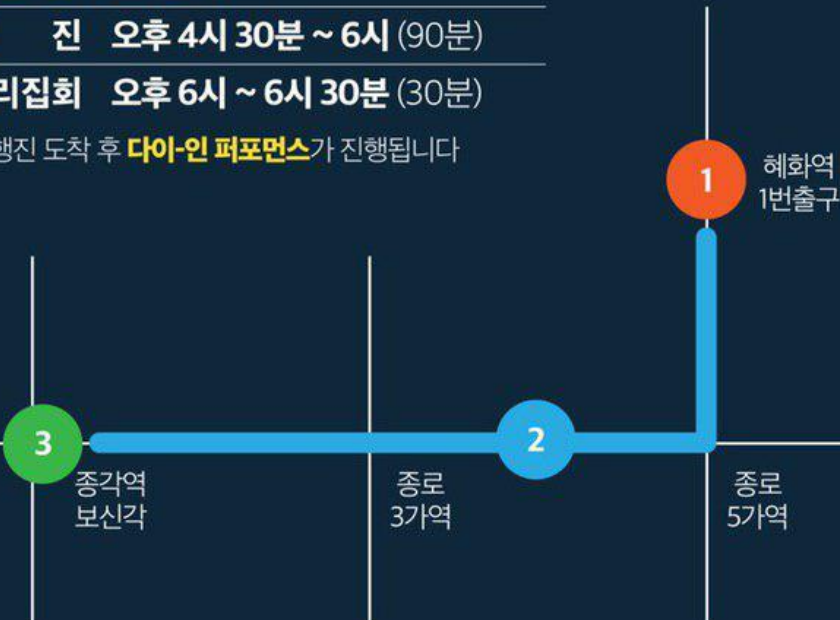 진 오후 4시 30분 ~ 6시 (90분)
리집회 오후 6시 ~ 6시 30분 (30분)
행진 도착 후 다이-인 퍼포먼스가 진행됩니다
1
혜화역
1번출구
3
2
종각역
보신각
종로
3가역
종로
5가역